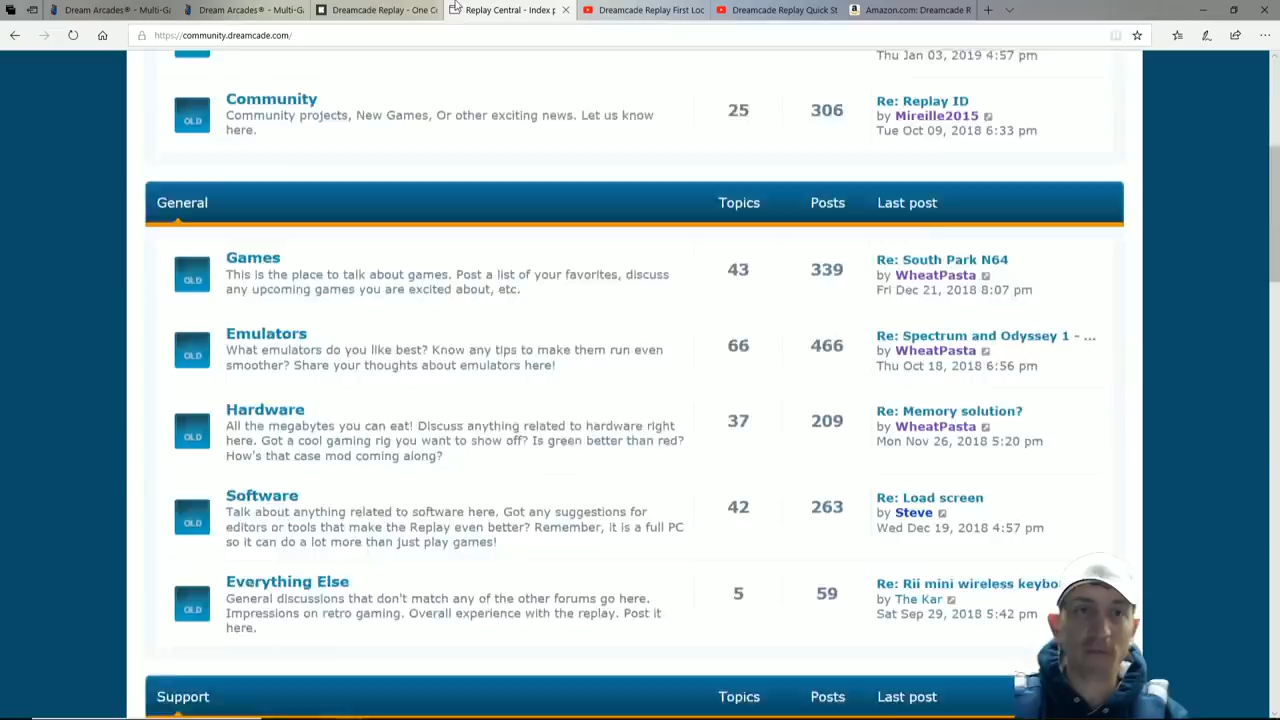 Dream Arcades® - Multi-Ga
Dream Arcades® - Multi-G
Dreamcade Replay - One C
Replay Central - Index p
Dreamcade Replay First Loc
Dreamcade Replay Quick St
Amazon.com: Dreamcade R
https://community.dreamcade.com/
Thu Jan 03, 2019 4:57 pm
OLD
Community
Community projects, New Games, Or other exciting news. Let us know
here.
25
306
Re: Replay ID
by Mireille2015
Tue Oct 09, 2018 6:33 pm
General
Topics
Posts
Last post
OLD
Games
This is the place to talk about games. Post a list of your favorites, discuss
any upcoming games you are excited about, etc.
43
339
Re: South Park N64
by WheatPasta
Fri Dec 21, 2018 8:07 pm
OLD
Emulators
What emulators do you like best? Know any tips to make them run even
smoother? Share your thoughts about emulators here!
66
466
Re: Spectrum and Odyssey 1 - ...
by WheatPasta
Thu Oct 18, 2018 6:56 pm
OLD
Hardware
All the megabytes you can eat! Discuss anything related to hardware right
here. Got a cool gaming rig you want to show off? Is green better than red?
How's that case mod coming along?
37
209
Re: Memory solution?
by WheatPasta
Mon Nov 26, 2018 5:20 pm
OLD
Software
Talk about anything related to software here. Got any suggestions for
editors or tools that make the Replay even better? Remember, it is a full PC
so it can do a lot more than just play games!
42
263
Re: Load screen
by Steve
Wed Dec 19, 2018 4:57 pm
OLD
Everything Else
General discussions that don't match any of the other forums go here.
Impressions on retro gaming. Overall experience with the replay. Post it
here.
5
59
Re: Rii mini wireless keybo
by The Kar
Sat Sep 29, 2018 5:42 pm
Support
Topics
Posts
Last post